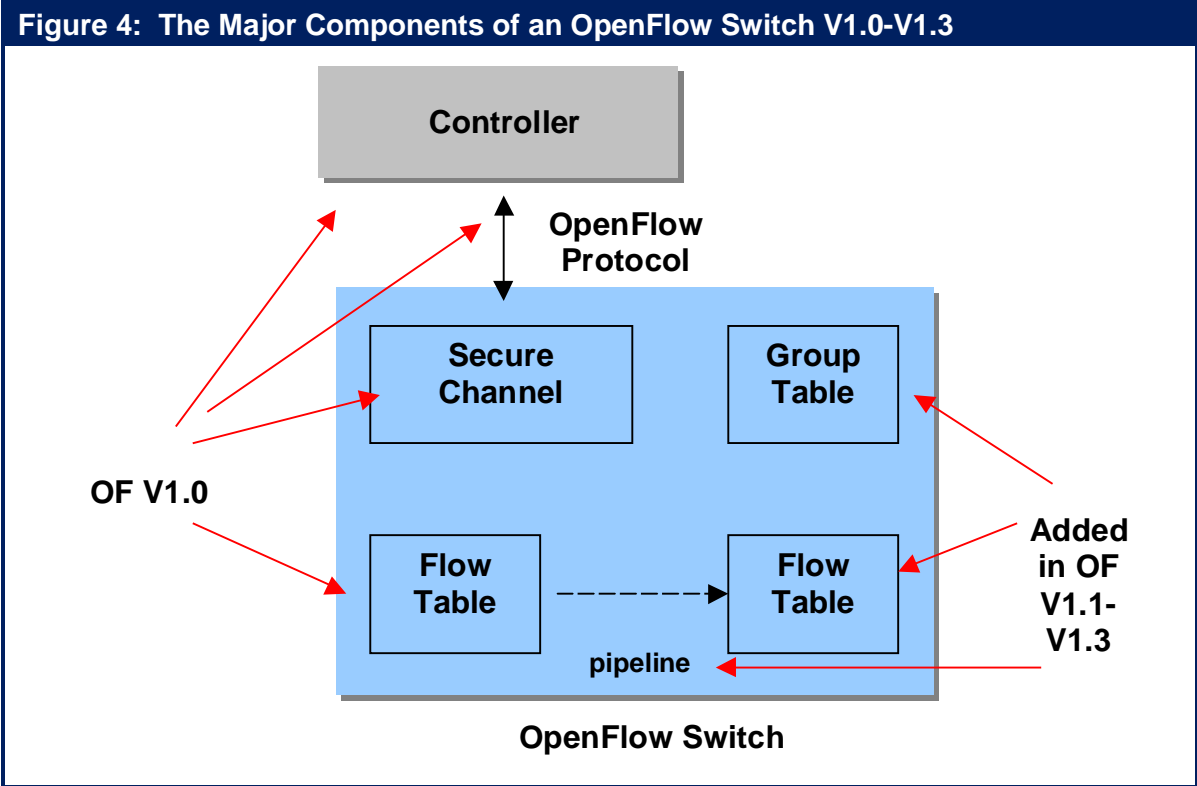 Figure 4: The Major Components of an OpenFlow Switch V1.0-V1.3
Controller
OpenFlow
Protocol
Secure
Channel
Group
Table
OF V1.0
Flow
Table
Flow
Table
Added
in OF
V1.1-
V1.3
pipeline
OpenFlow Switch